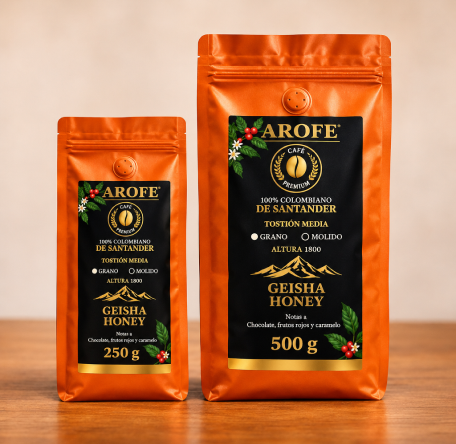 AROFE®
CAFÉ
PREMIUM
100% COLOMBIANO
DE SANTANDER
TOSTIÓN MEDIA
GRANO MOLIDO
ALTURA 1800
GEISHA
HONEY
Notas a
Chocolate, frutos rojos y caramelo
250 g
AROFE®
CAFÉ
PREMIUM
100% COLOMBIANO
DE SANTANDER
TOSTIÓN MEDIA
GRANO MOLIDO
ALTURA 1800
GEISHA
HONEY
Notas a
Chocolate, frutos rojos y caramelo
500 g